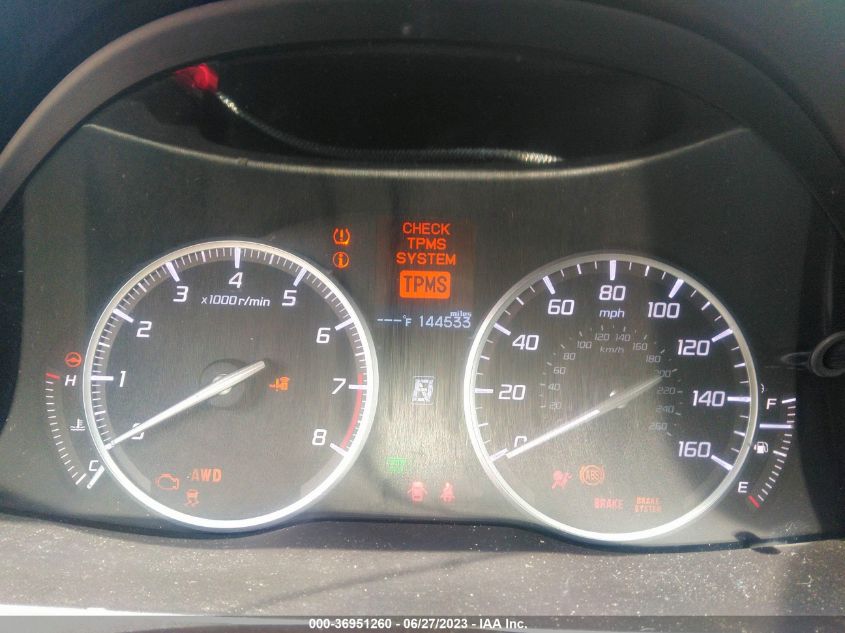 CHECK
TPMS
SYSTEM
TPMS
miles
---°F 144533
x1000r/min
0
1
2
3
4
5
6
7
8
H
C
AWD
mph
0
20
40
60
80
100
120
140
160
km/h
20
40
60
80
100
120
140
160
180
200
220
240
260
F
E
ABS
BRAKE
BRAKE
SYSTEM
000-36951260 - 06/27/2023 - IAA Inc.